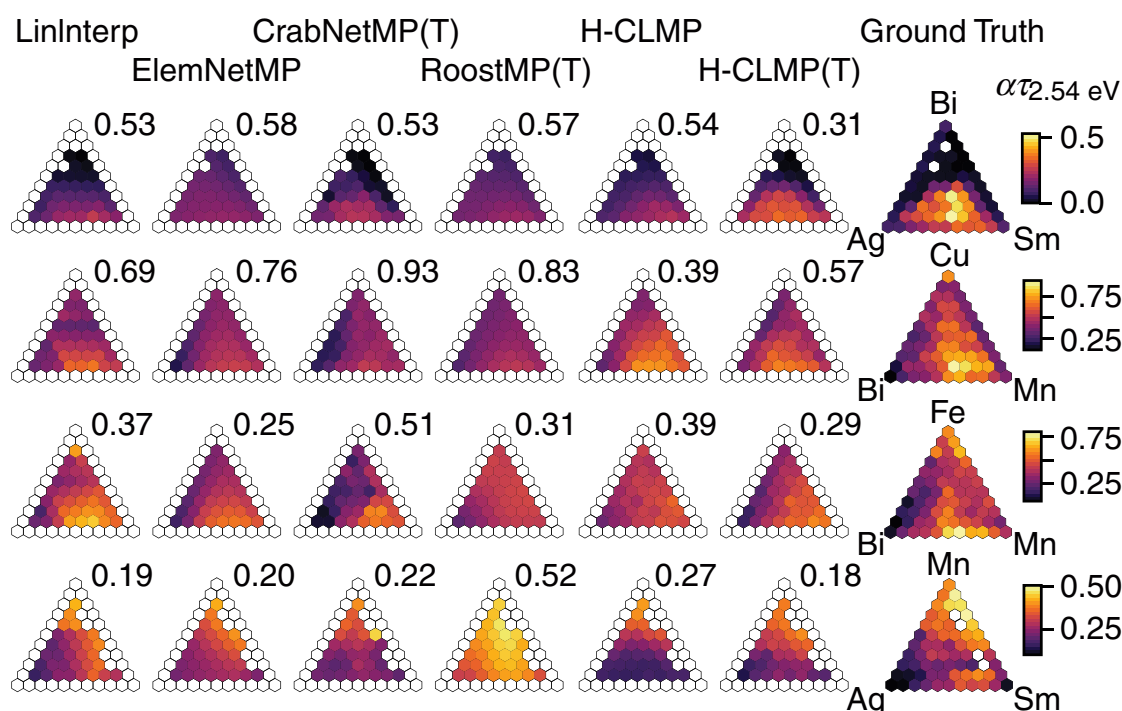 LinInterp CrabNetMP(T) H-CLMP Ground Truth
ElemNetMP RoostMP(T) H-CLMP(T)
ατ2.54 eV
Bi
0.53 0.58 0.53 0.57 0.54 0.31
0.5
0.0
Ag Sm
Cu
0.69 0.76 0.93 0.83 0.39 0.57
0.75
0.25
Bi Mn
Fe
0.37 0.25 0.51 0.31 0.39 0.29
0.75
0.25
Bi Mn
Mn
0.19 0.20 0.22 0.52 0.27 0.18
0.50
0.25
Ag Sm